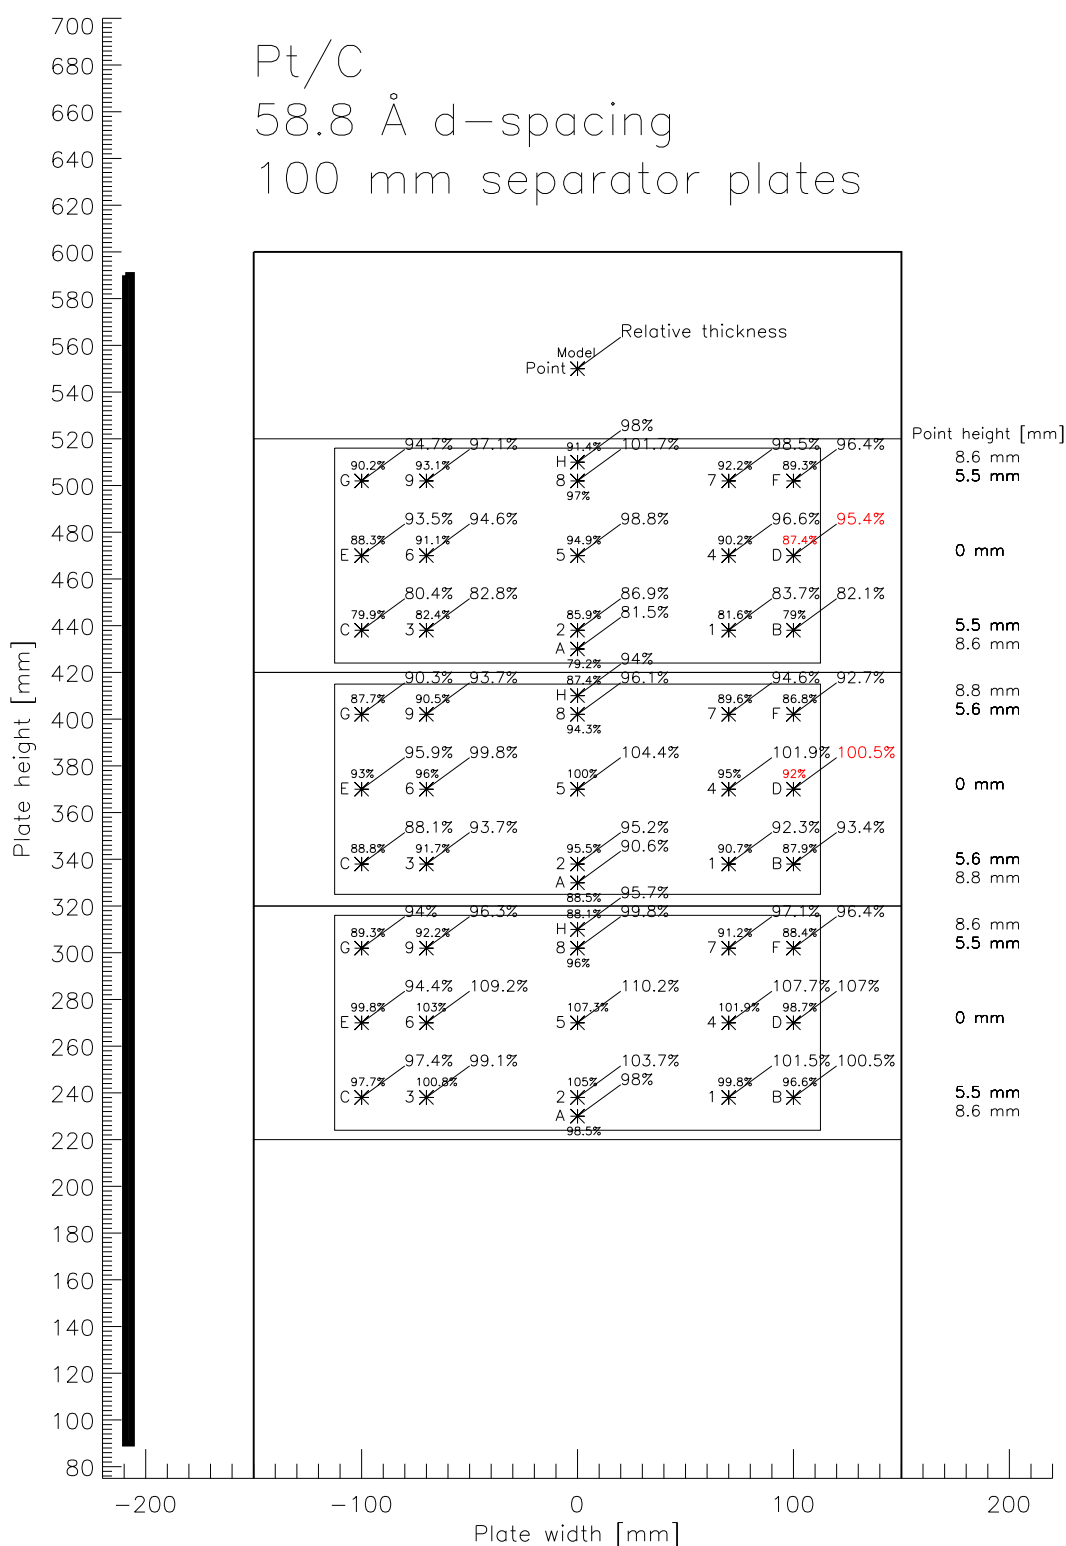 Pt/C
58.8 Å d-spacing
100 mm separator plates
Relative thickness
Model
Point
Point height [mm]
98%
94.7% 97.1% 101.7% 98.5% 96.4%
91.4%
H 8.6 mm
90.2% 93.1% 92.2% 89.3%
G 9 8 7 F 5.5 mm
97%
93.5% 94.6% 98.8% 96.6% 95.4%
88.3% 91.1% 94.9% 90.2% 87.4%
E 6 5 4 D 0 mm
80.4% 82.8% 86.9% 83.7% 82.1%
81.5%
79.9% 82.4% 85.9% 81.6% 79%
C 3 2 1 B 5.5 mm
A 8.6 mm
79.2%
94%
90.3% 93.7% 96.1% 94.6% 92.7%
87.4%
H 8.8 mm
87.7% 90.5% 89.6% 86.8%
G 9 8 7 F 5.6 mm
94.3%
95.9% 99.8% 104.4% 101.9% 100.5%
93% 96% 100% 95% 92%
E 6 5 4 D 0 mm
88.1% 93.7% 95.2% 92.3% 93.4%
90.6%
88.8% 91.7% 95.5% 90.7% 87.9%
C 3 2 1 B 5.6 mm
A 8.8 mm
88.5%
95.7%
94% 96.3% 99.8% 97.1% 96.4%
88.1%
H 8.6 mm
89.3% 92.2% 91.2% 88.4%
G 9 8 7 F 5.5 mm
96%
94.4% 109.2% 110.2% 107.7% 107%
99.8% 103% 107.3% 101.9% 98.7%
E 6 5 4 D 0 mm
97.4% 99.1% 103.7% 101.5% 100.5%
98%
97.7% 100.8% 105% 99.8% 96.6%
C 3 2 1 B 5.5 mm
A 8.6 mm
98.5%
700
680
660
640
620
600
580
560
540
520
500
480
460
440
420
400
380
360
340
320
300
280
260
240
220
200
180
160
140
120
100
80
Plate height [mm]
-200 -100 0 100 200
Plate width [mm]